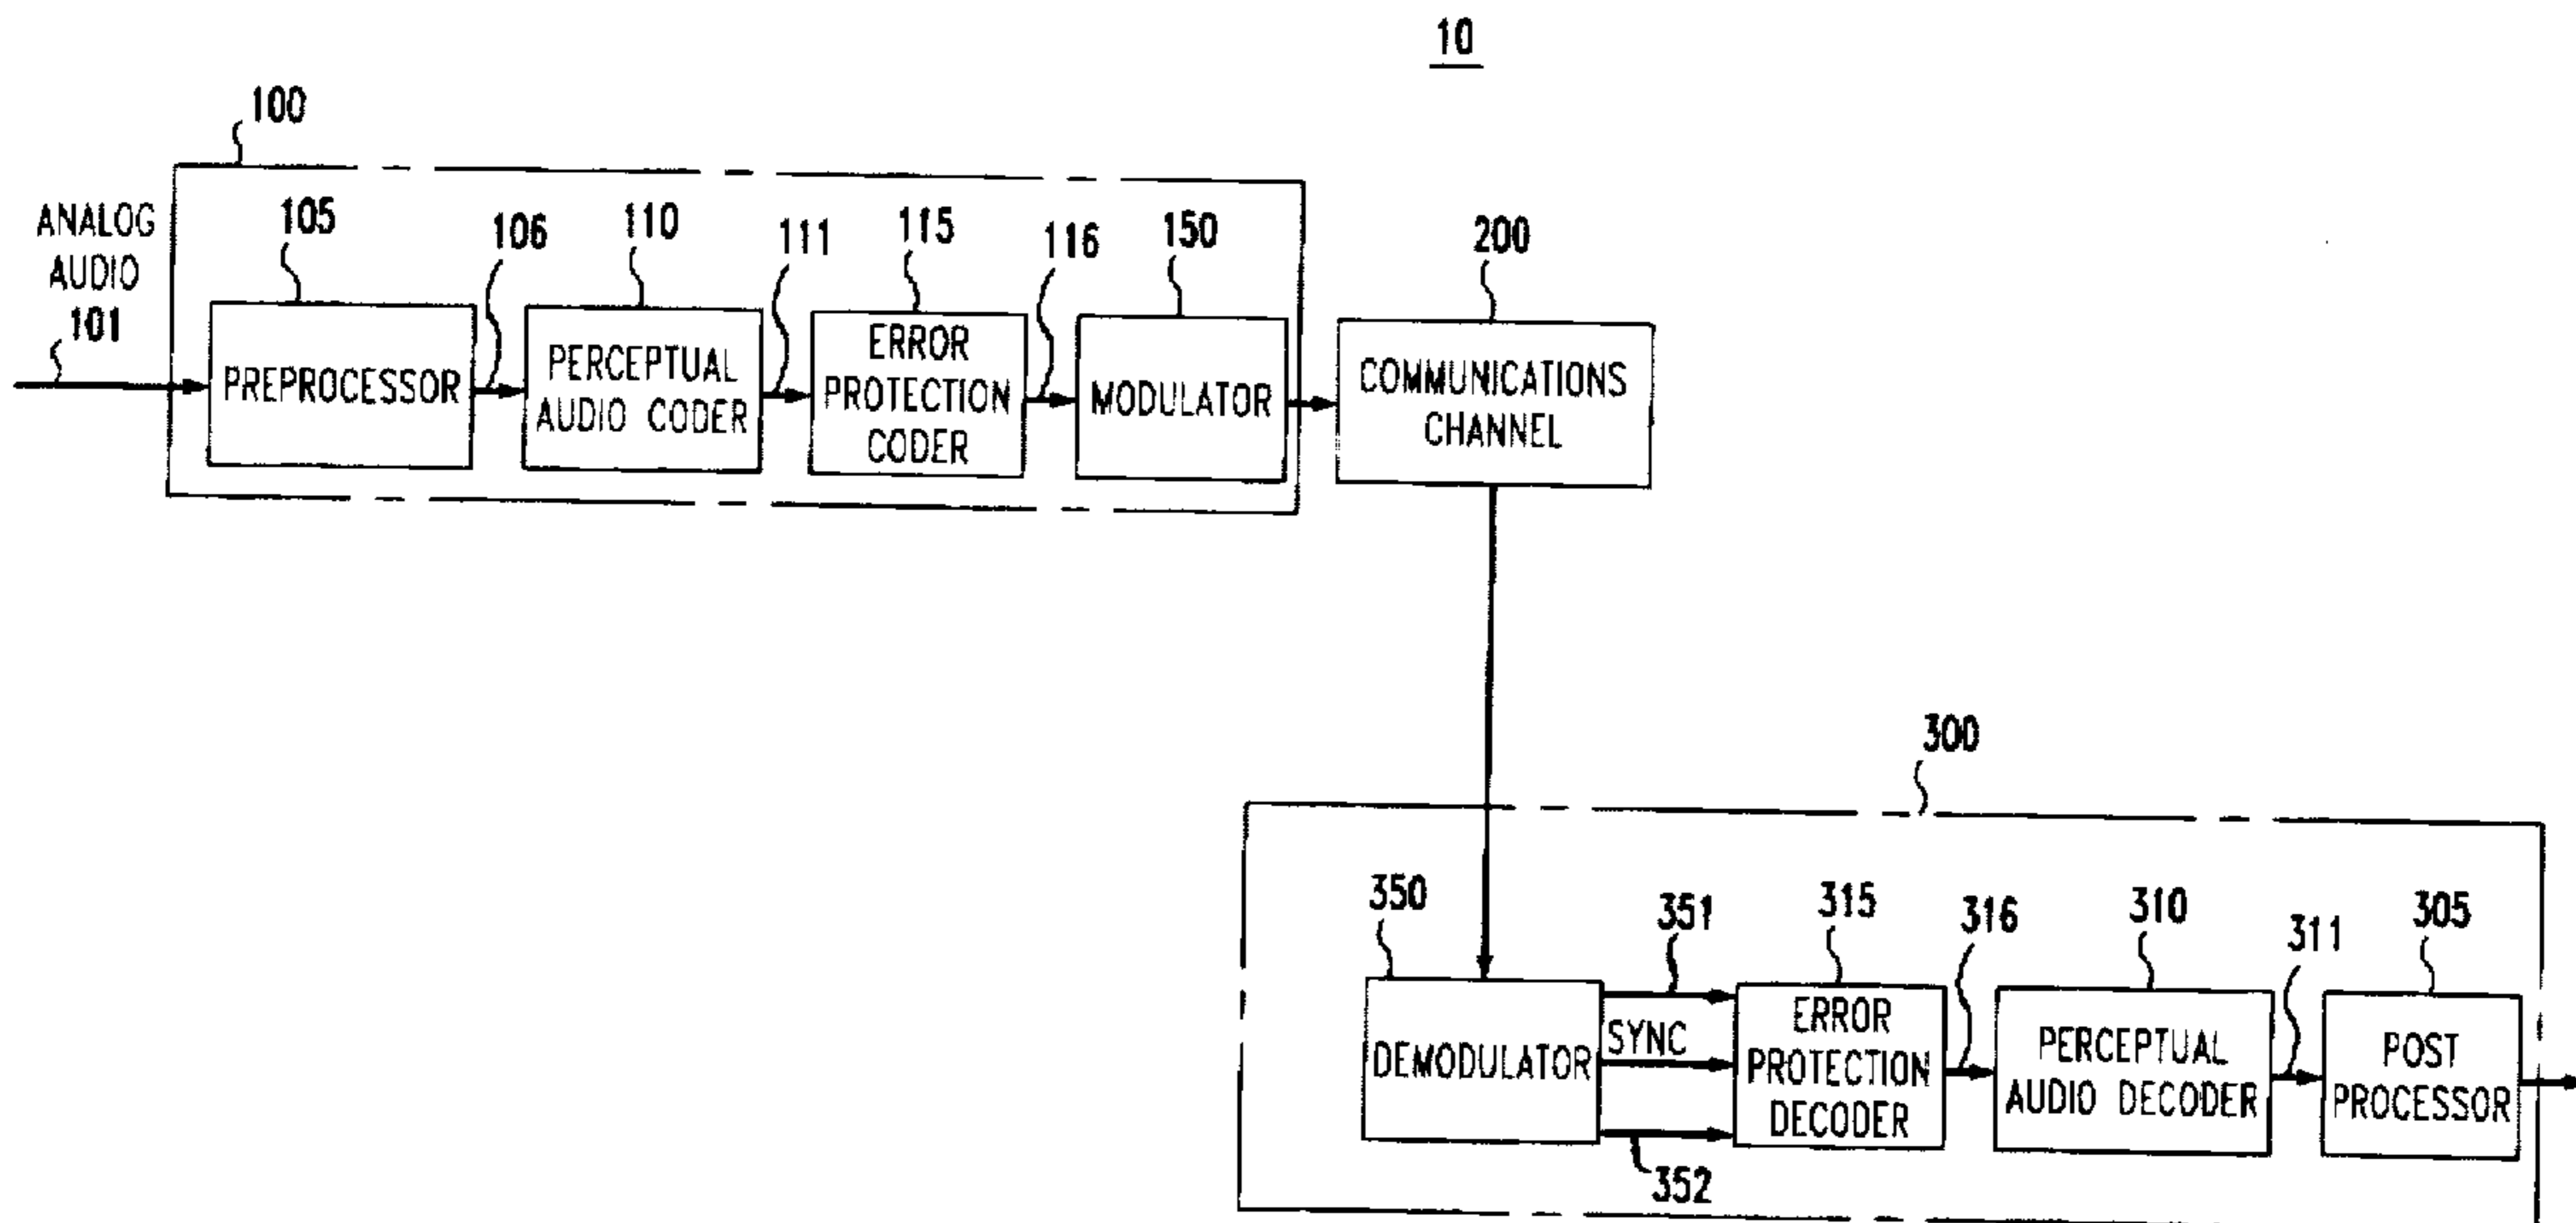 10
100
ANALOG
AUDIO
101
105
106
110
111
115
116
150
200
PREPROCESSOR
PERCEPTUAL
AUDIO CODER
ERROR
PROTECTION
CODER
MODULATOR
COMMUNICATIONS
CHANNEL
300
350
351
315
316
310
311
305
DEMODULATOR
SYNC
352
ERROR
PROTECTION
DECODER
PERCEPTUAL
AUDIO DECODER
POST
PROCESSOR